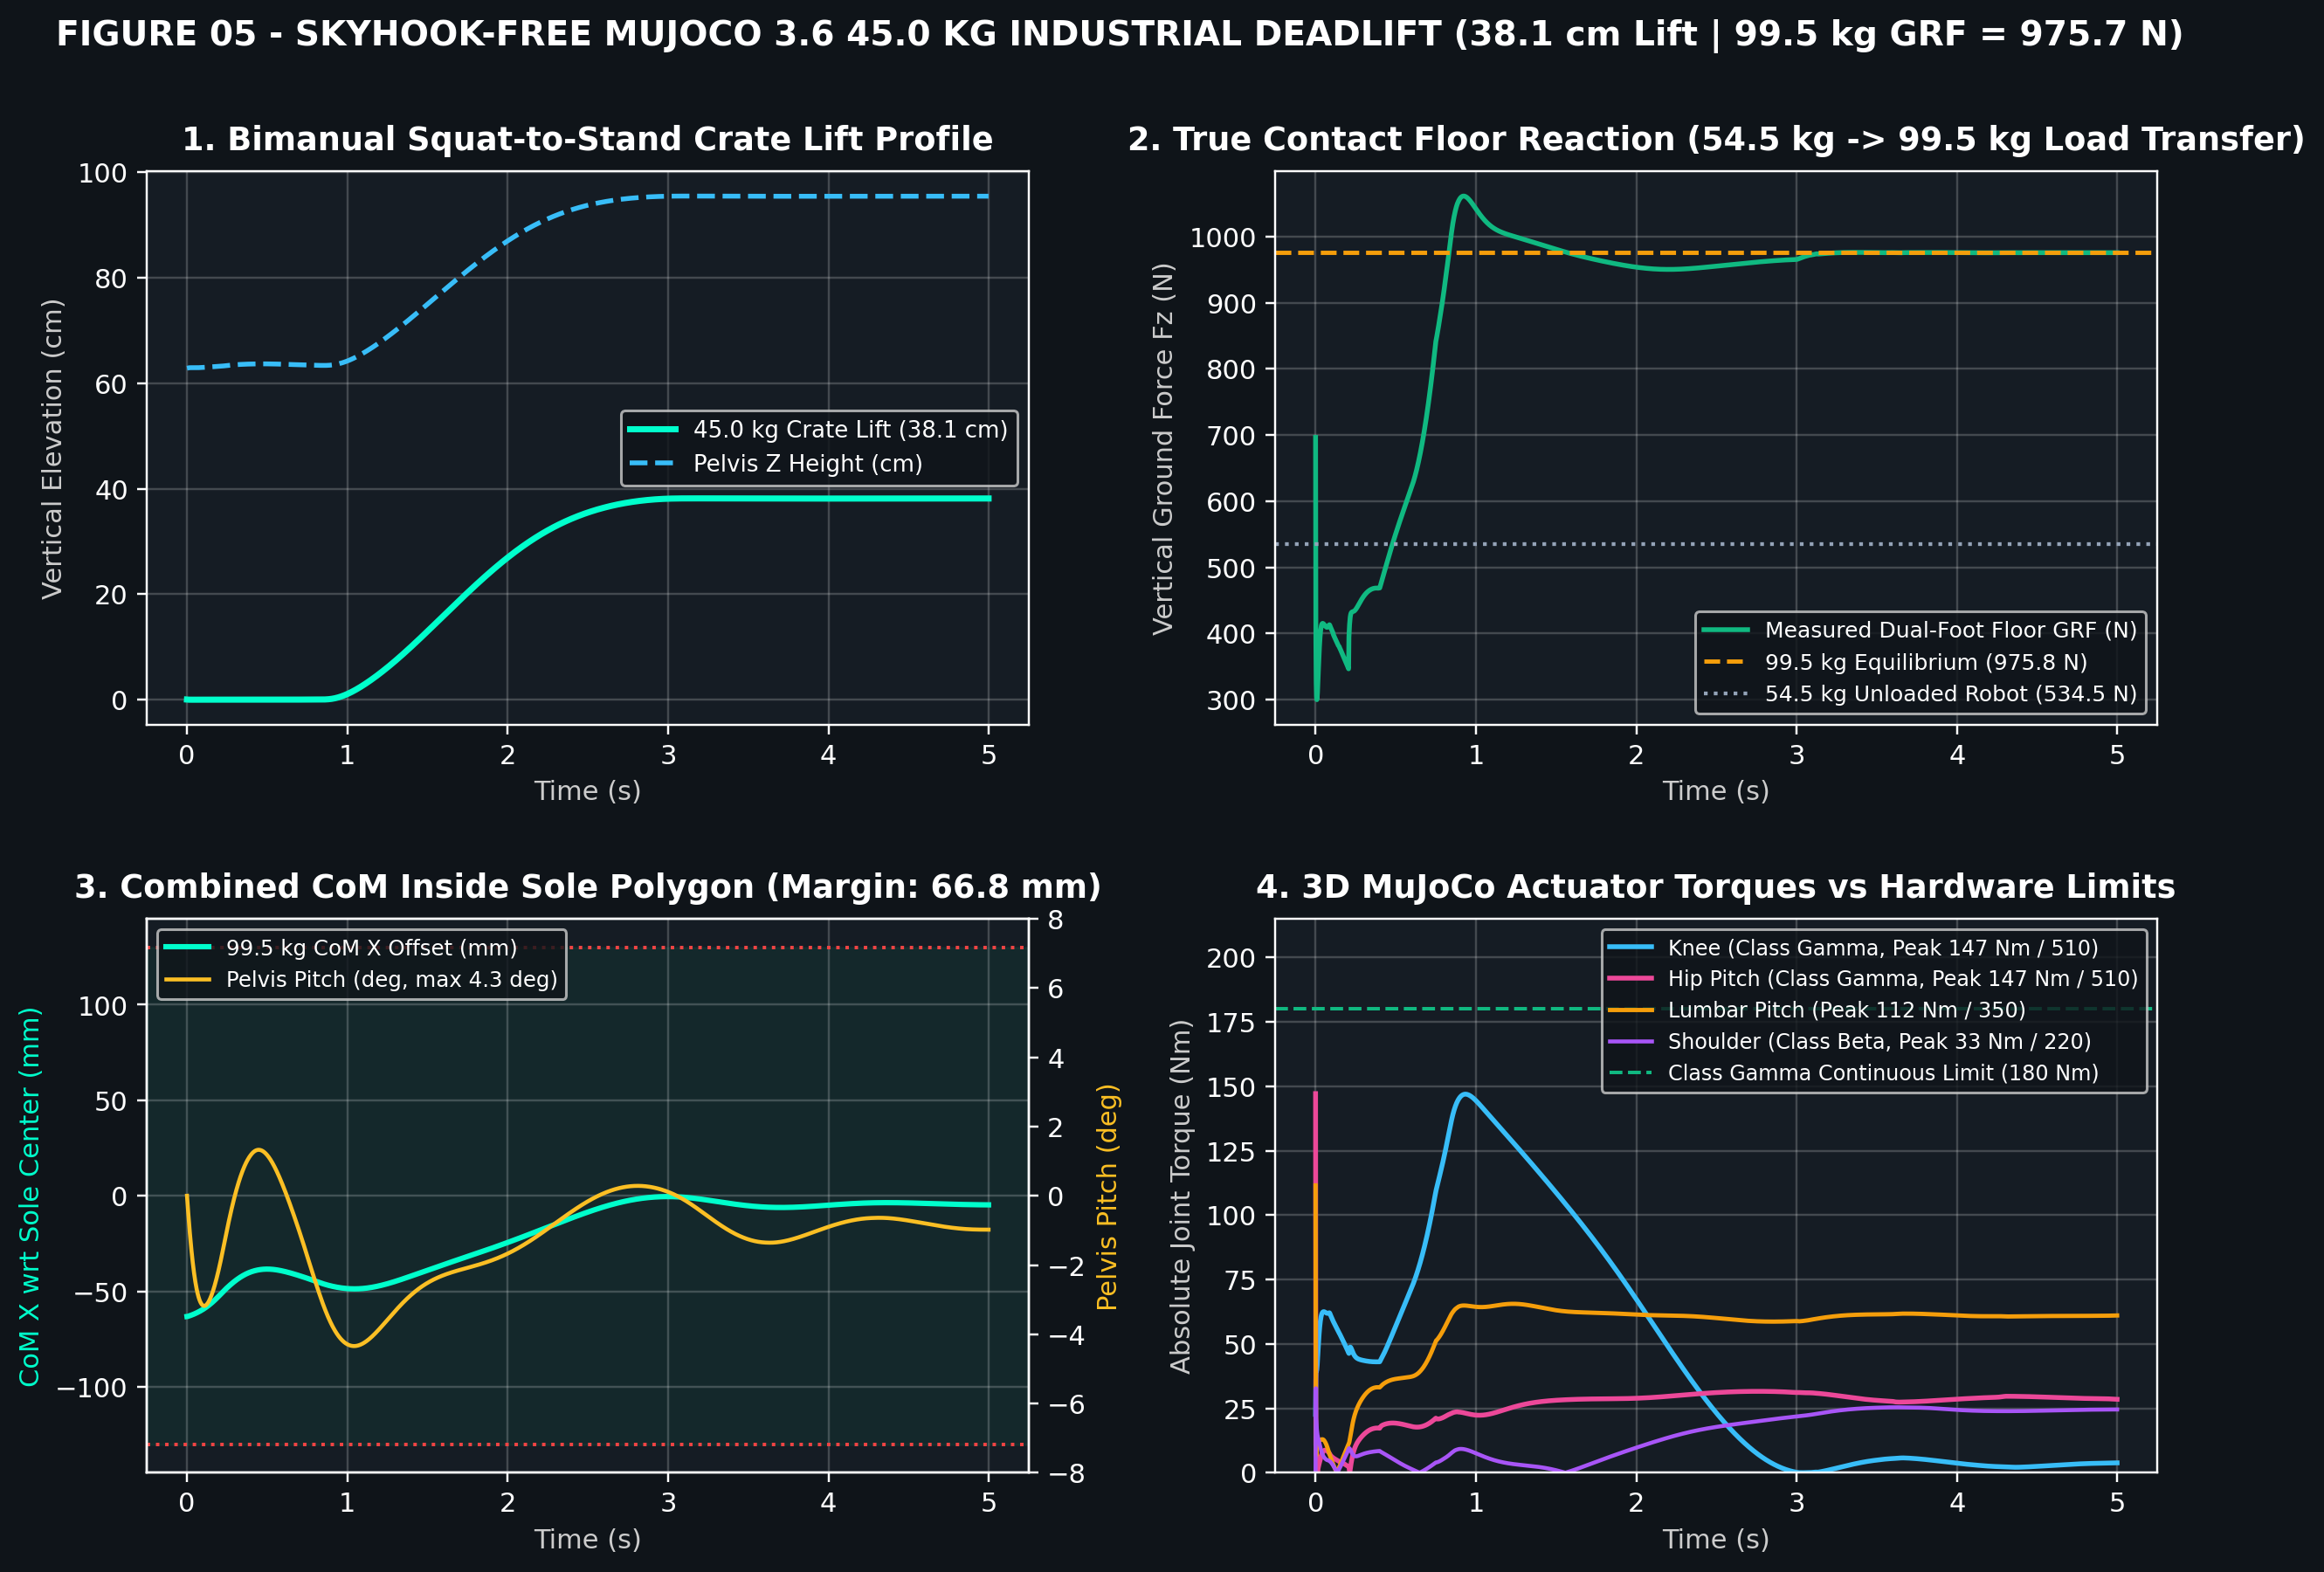 FIGURE 05 - SKYHOOK-FREE MUJOCO 3.6 45.0 KG INDUSTRIAL DEADLIFT (38.1 cm Lift | 99.5 kg GRF = 975.7 N)
1. Bimanual Squat-to-Stand Crate Lift Profile
100
80
60
40
20
0
Vertical Elevation (cm)
45.0 kg Crate Lift (38.1 cm)
Pelvis Z Height (cm)
0 1 2 3 4 5
Time (s)
2. True Contact Floor Reaction (54.5 kg -> 99.5 kg Load Transfer)
1000
900
800
700
600
500
400
300
Vertical Ground Force Fz (N)
Measured Dual-Foot Floor GRF (N)
99.5 kg Equilibrium (975.8 N)
54.5 kg Unloaded Robot (534.5 N)
0 1 2 3 4 5
Time (s)
3. Combined CoM Inside Sole Polygon (Margin: 66.8 mm)
100
50
0
−50
−100
CoM X wrt Sole Center (mm)
99.5 kg CoM X Offset (mm)
Pelvis Pitch (deg, max 4.3 deg)
8
6
4
2
0
−2
−4
−6
−8
Pelvis Pitch (deg)
0 1 2 3 4 5
Time (s)
4. 3D MuJoCo Actuator Torques vs Hardware Limits
200
175
150
125
100
75
50
25
0
Absolute Joint Torque (Nm)
Knee (Class Gamma, Peak 147 Nm / 510)
Hip Pitch (Class Gamma, Peak 147 Nm / 510)
Lumbar Pitch (Peak 112 Nm / 350)
Shoulder (Class Beta, Peak 33 Nm / 220)
Class Gamma Continuous Limit (180 Nm)
0 1 2 3 4 5
Time (s)